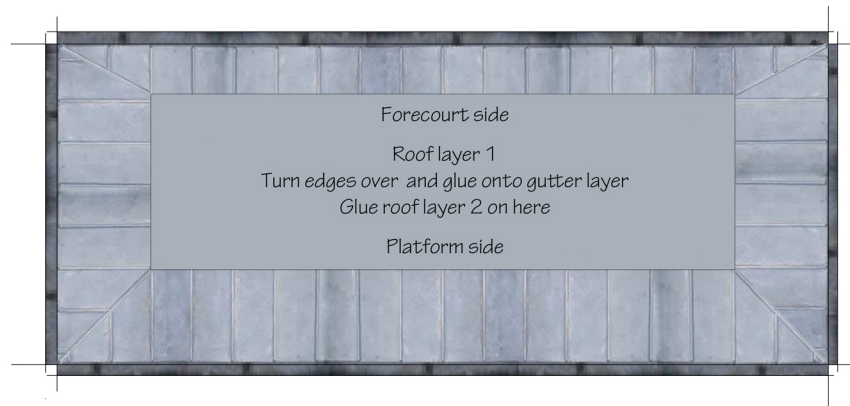 Forecourt side
Roof layer 1
Turn edges over and glue onto gutter layer
Glue roof layer 2 on here
Platform side